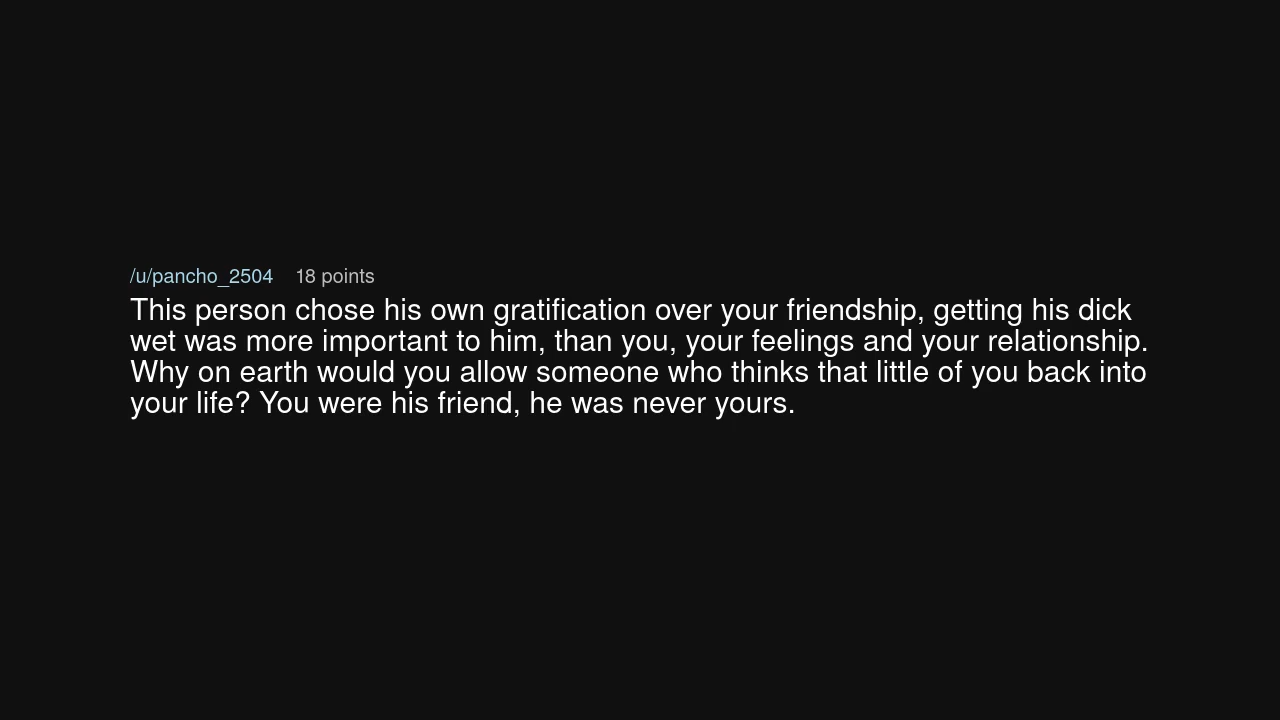 /u/pancho_2504 18 points
This person chose his own gratification over your friendship, getting his dick
wet was more important to him, than you, your feelings and your relationship.
Why on earth would you allow someone who thinks that little of you back into
your life? You were his friend, he was never yours.